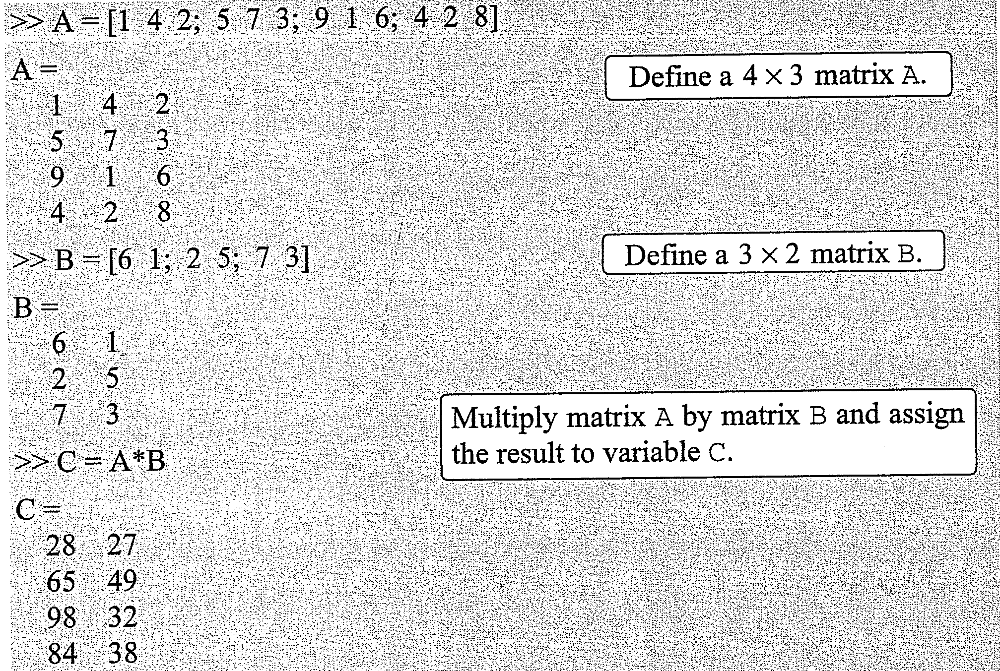 >> A = [1 4 2; 5 7 3; 9 1 6; 4 2 8]
A =
Define a 4 × 3 matrix A.
1 4 2
5 7 3
9 1 6
4 2 8
>> B = [6 1; 2 5; 7 3]
Define a 3 × 2 matrix B.
B =
6 1
2 5
7 3
Multiply matrix A by matrix B and assign
the result to variable C.
>> C = A*B
C =
28 27
65 49
98 32
84 38